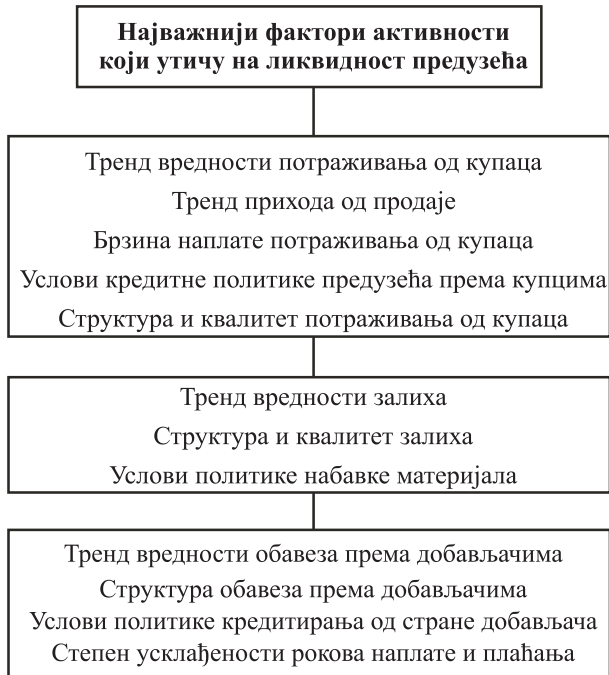 Најважнији фактори активности
који утичу на ликвидност предузећа
Тренд вредности потраживања од купаца
Тренд прихода од продаје
Брзина наплате потраживања од купаца
Услови кредитне политике предузећа према купцима
Структура и квалитет потраживања од купаца
Тренд вредности залиха
Структура и квалитет залиха
Услови политике набавке материјала
Тренд вредности обавеза према добављачима
Структура обавеза према добављачима
Услови политике кредитирања од стране добављача
Степен усклађености рокова наплате и плаћања